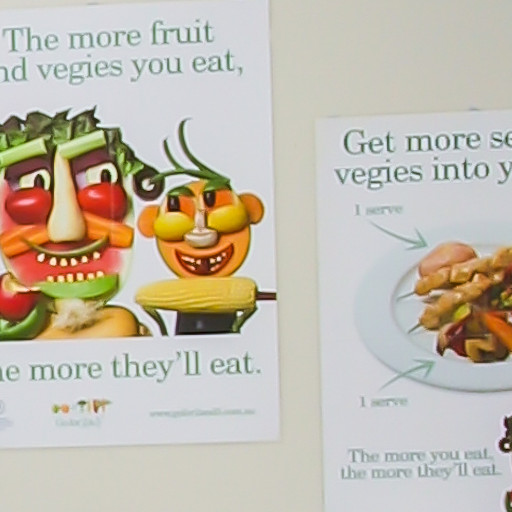 The more fruit
nd vegies you eat,
e more they'll eat.
Get more se
vegies into y
1 serve
1 serve
The more you eat,
the more they'll eat.